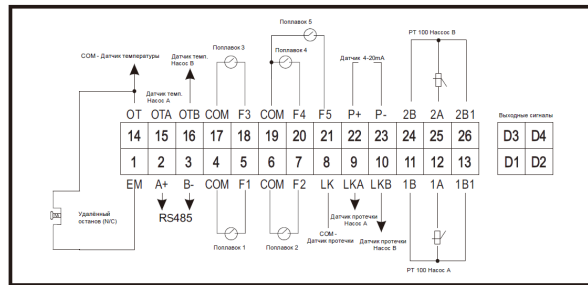 Поплавок 5
PT 100 Насосс B
COM - Датчик температуры
Датчик темп.
Насос B
Поплавок 3
Поплавок 4
Датчик 4-20mA
Датчик темп.
Насос A
OT OTA OTB COM F3 COM F4 F5 P+ P- 2B 2A 2B1
Выходные сигналы
14 15 16 17 18 19 20 21 22 23 24 25 26
D3 D4
1 2 3 4 5 6 7 8 9 10 11 12 13
D1 D2
EM A+ B- COM F1 COM F2 LK LKA LKB 1B 1A 1B1
RS485
Удалённый
останов (N/C)
Поплавок 1
Поплавок 2
COM -
Датчик протечки
Датчик протечки
Насос A
Датчик протечки
Насос B
PT 100 Насос A